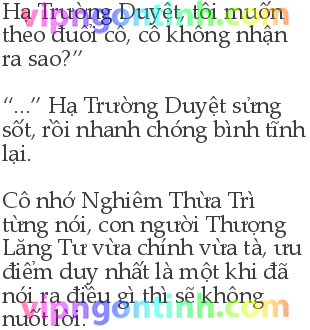 Hạ Trường Duyệt, tôi muốn
theo đuổi cô, cô không nhận
ra sao?”
“...” Hạ Trường Duyệt sửng
sốt, rồi nhanh chóng bình tĩnh
lại.
Cô nhớ Nghiêm Thừa Trì
từng nói, con người Thượng
Lăng Tư vừa chính vừa tà, ưu
điểm duy nhất là một khi đã
nói ra điều gì thì sẽ không
nuốt lời.
vipngontinh.com
vipngontinh.com
vipngontinh.com